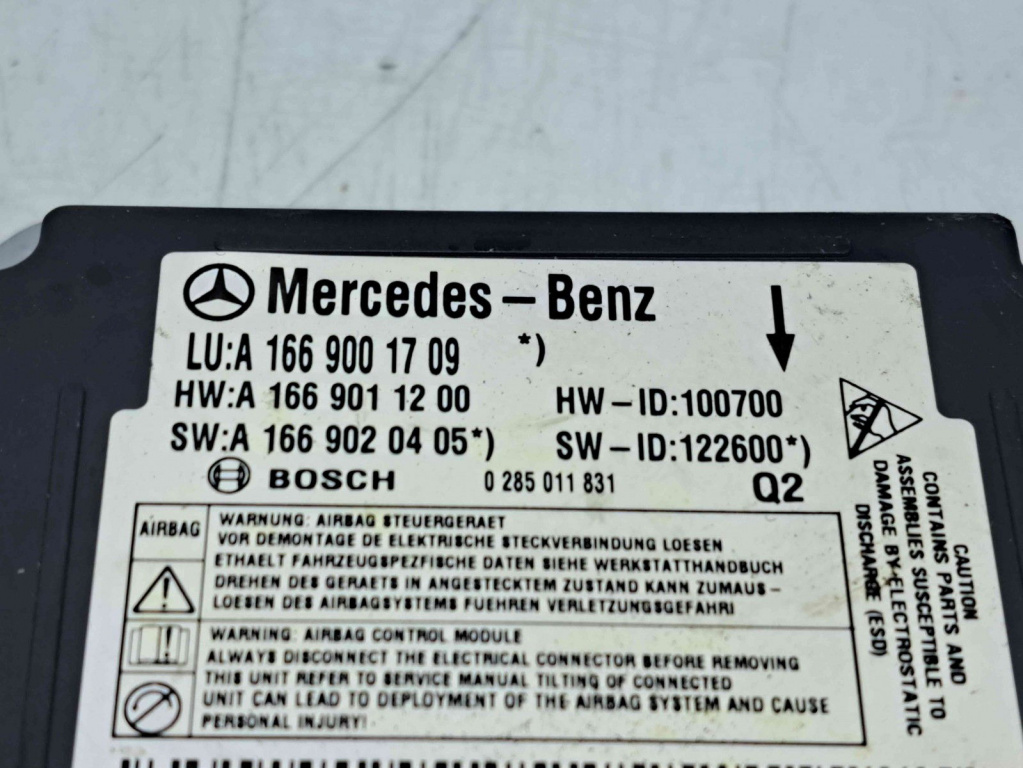 Mercedes-Benz
LU:A 166 900 17 09 *)
HW:A 166 901 12 00 HW-ID:100700
SW:A 166 902 04 05*) SW-ID:122600*)
BOSCH 0 285 011 831 Q2
AIRBAG
WARNUNG: AIRBAG STEUERGERAET
VOR DEMONTAGE DE ELEKTRISCHE STECKVERBINDUNG LOESEN
ETHAELT FAHRZEUGSPEZFISCHE DATEN SIEHE WERKSTATTHANDBUCH
DREHEN DES GERAETS IN ANGESTECKTEM ZUSTAND KANN ZUMAUS-
LOESEN DES AIRBAGSYSTEMS FUEHREN VERLETZUNGSGEFAHRI
WARNING: AIRBAG CONTROL MODULE
ALWAYS DISCONNECT THE ELECTRICAL CONNECTOR BEFORE REMOVING
THIS UNIT REFER TO SERVICE MANUAL TILTING OF CONNECTED
UNIT CAN LEAD TO DEPLOYMENT OF THE AIRBAG SYSTEM AND CAUSE
PERSONAL INJURY!
CAUTION
CONTAINS PARTS AND
ASSEMBLIES SUSCEPTIBLE TO
DAMAGE BY ELECTROSTATIC
DISCHARGE (ESD)